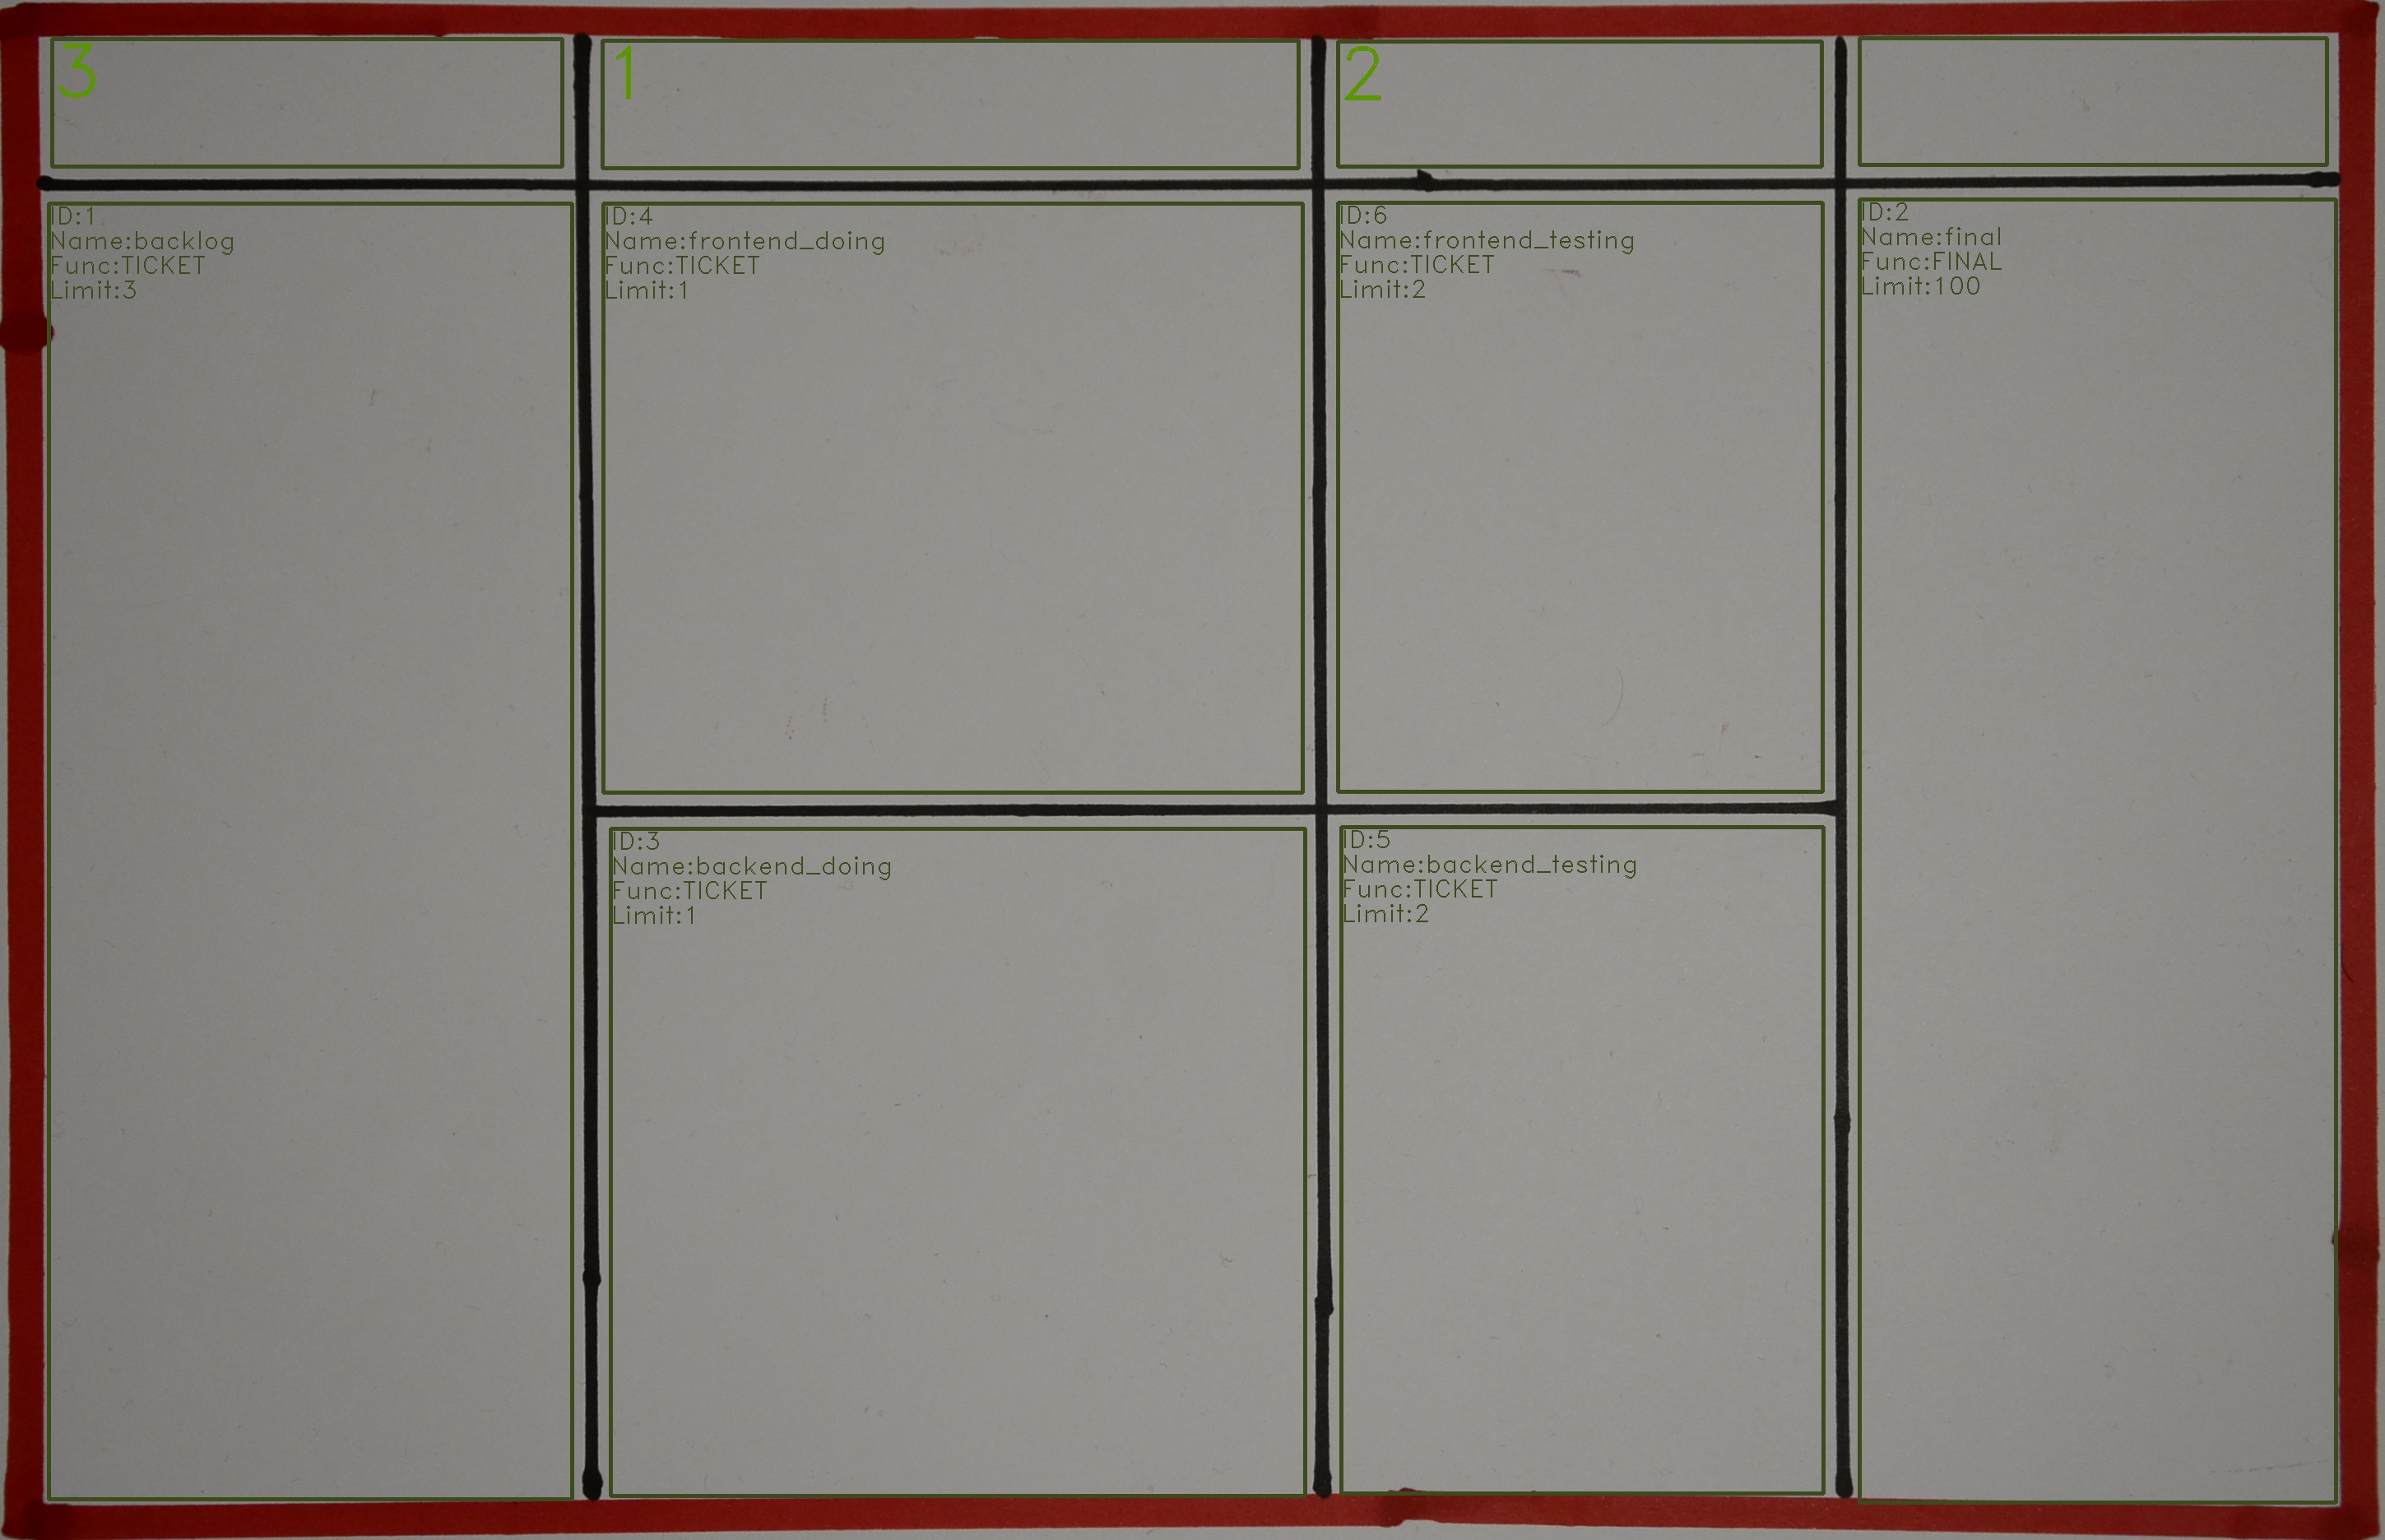 3
1
2
ID:1
Name:backlog
Func:TICKET
Limit:3
ID:4
Name:frontend_doing
Func:TICKET
Limit:1
ID:6
Name:frontend_testing
Func:TICKET
Limit:2
ID:2
Name:final
Func:FINAL
Limit:100
ID:3
Name:backend_doing
Func:TICKET
Limit:1
ID:5
Name:backend_testing
Func:TICKET
Limit:2